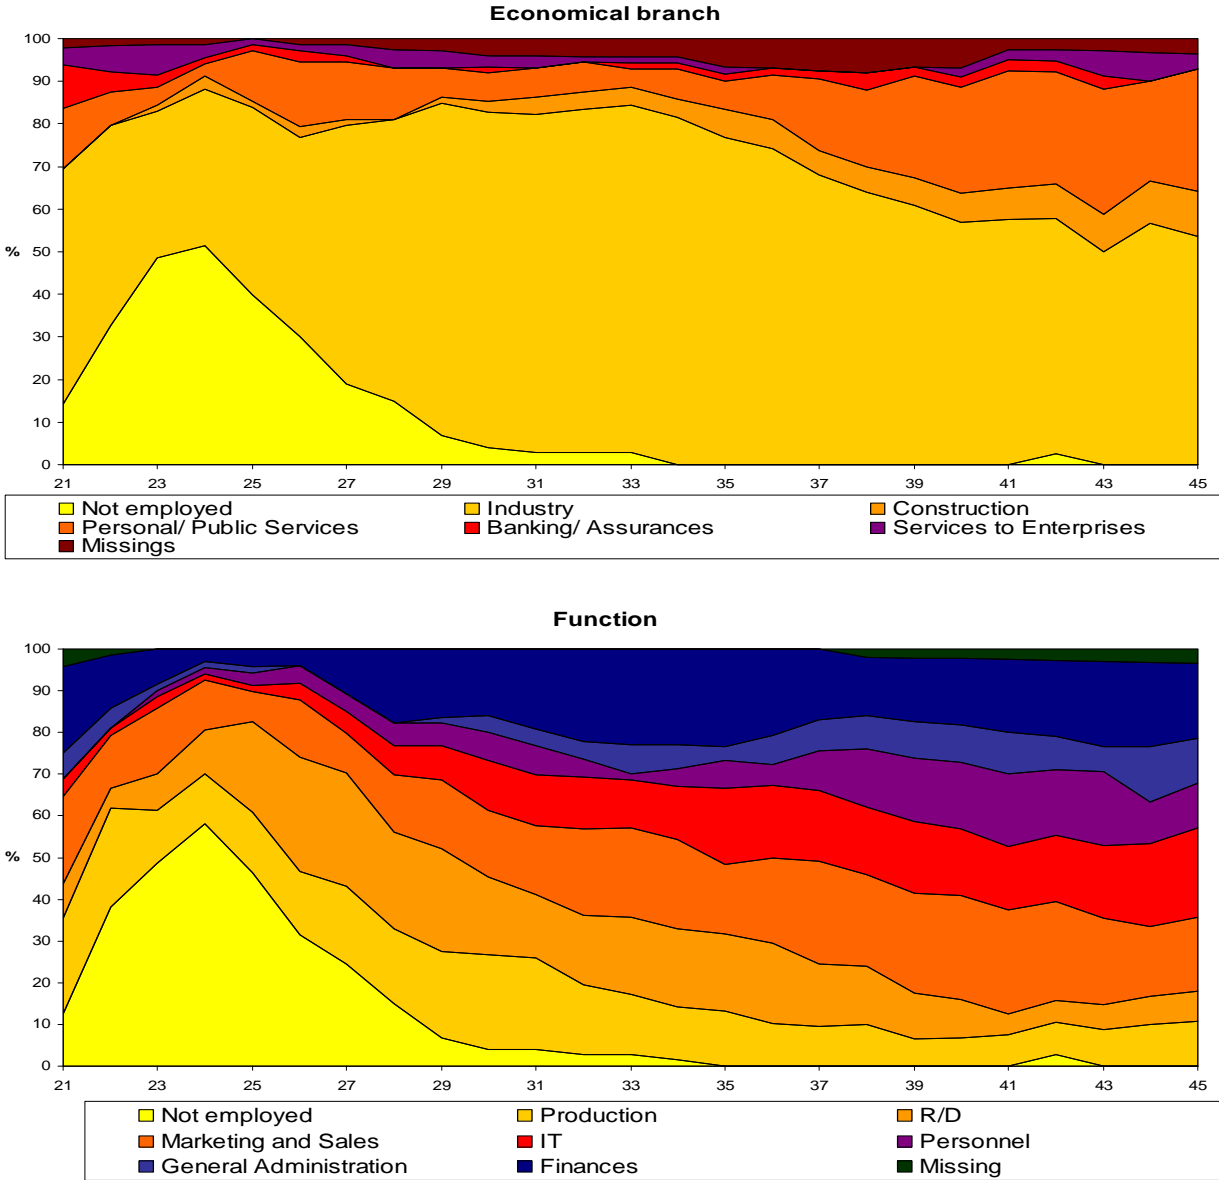 Economical branch
100
90
80
70
60
%
50
40
30
20
10
0
21 23 25 27 29 31 33 35 37 39 41 43 45
Not employed Industry Construction
Personal/ Public Services Banking/ Assurances Services to Enterprises
Missings
Function
100
90
80
70
60
%
50
40
30
20
10
0
21 23 25 27 29 31 33 35 37 39 41 43 45
Not employed Production R/D
Marketing and Sales IT Personnel
General Administration Finances Missing